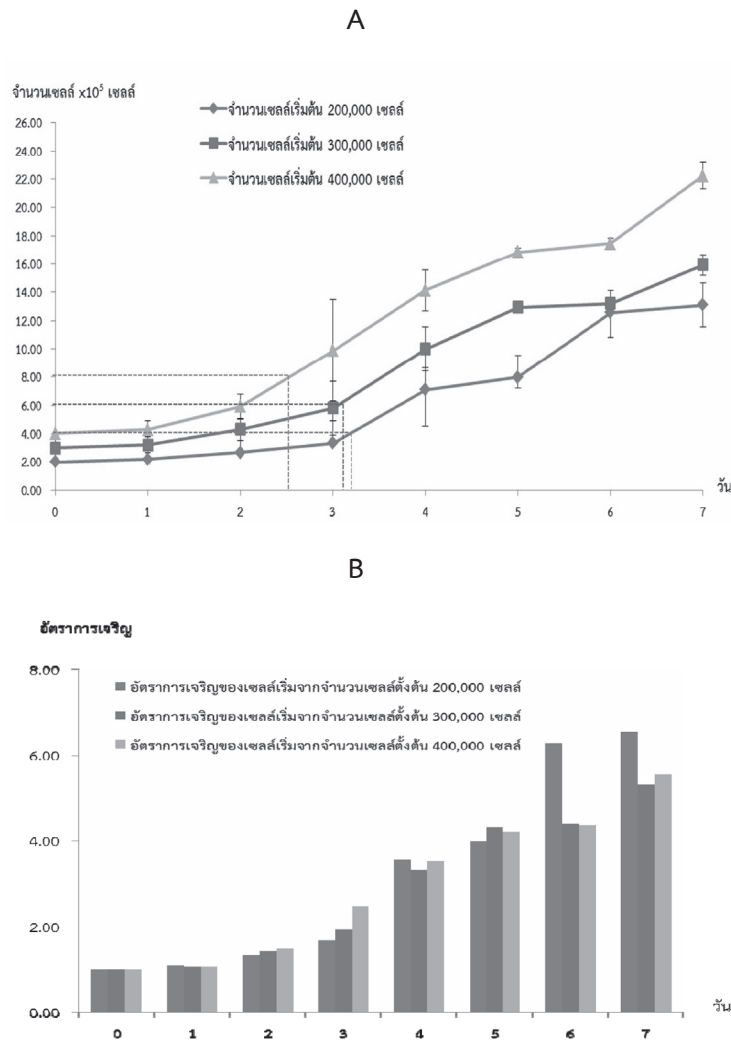 A
จำนวนเซลล์ x10⁵ เซลล์
จำนวนเซลล์เริ่มต้น 200,000 เซลล์
จำนวนเซลล์เริ่มต้น 300,000 เซลล์
จำนวนเซลล์เริ่มต้น 400,000 เซลล์
26.00
24.00
22.00
20.00
18.00
16.00
14.00
12.00
10.00
8.00
6.00
4.00
2.00
0.00
0 1 2 3 4 5 6 7
วัน
B
อัตราการเจริญ
อัตราการเจริญของเซลล์เริ่มจากจำนวนเซลล์ตั้งต้น 200,000 เซลล์
อัตราการเจริญของเซลล์เริ่มจากจำนวนเซลล์ตั้งต้น 300,000 เซลล์
อัตราการเจริญของเซลล์เริ่มจากจำนวนเซลล์ตั้งต้น 400,000 เซลล์
8.00
6.00
4.00
2.00
0.00
0 1 2 3 4 5 6 7
วัน